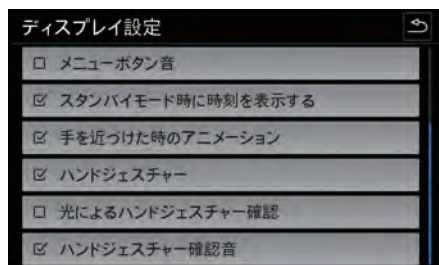 ディスプレイ設定
メニューボタン音
スタンバイモード時に時刻を表示する
手を近づけた時のアニメーション
ハンドジェスチャー
光によるハンドジェスチャー確認
ハンドジェスチャー確認音